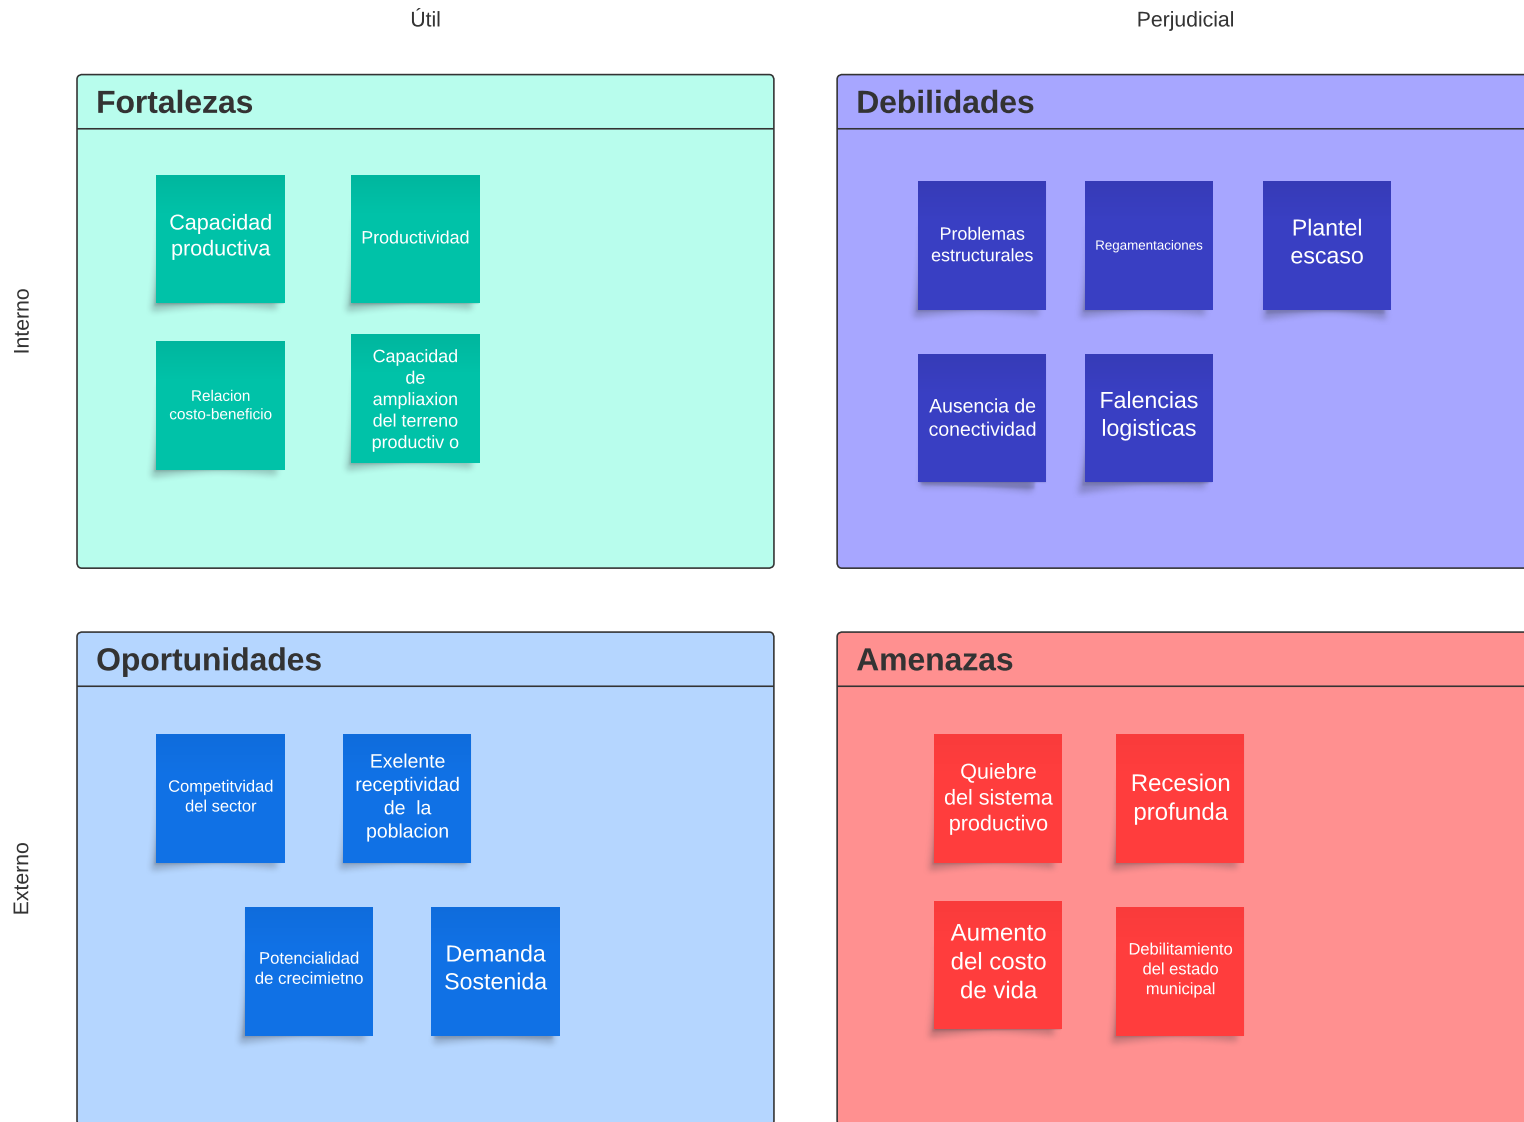 Útil
Perjudicial
Interno
Fortalezas
Capacidad
productiva
Productividad
Relacion
costo-beneficio
Capacidad
de
ampliaxion
del terreno
productiv o
Debilidades
Problemas
estructurales
Regamentaciones
Plantel
escaso
Ausencia de
conectividad
Falencias
logisticas
Externo
Oportunidades
Competitvidad
del sector
Exelente
receptividad
de  la
poblacion
Potencialidad
de crecimietno
Demanda
Sostenida
Amenazas
Quiebre
del sistema
productivo
Recesion
profunda
Aumento
del costo
de vida
Debilitamiento
del estado
municipal